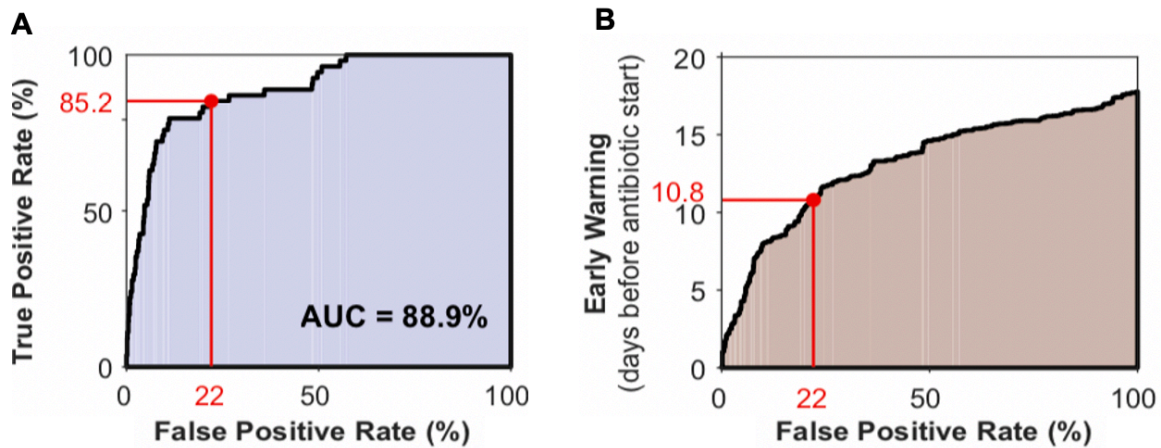 A
True Positive Rate (%)
100
85.2
50
0
AUC = 88.9%
0
22
50
100
False Positive Rate (%)
B
Early Warning
(days before antibiotic start)
20
15
10.8
10
5
0
0
22
50
100
False Positive Rate (%)